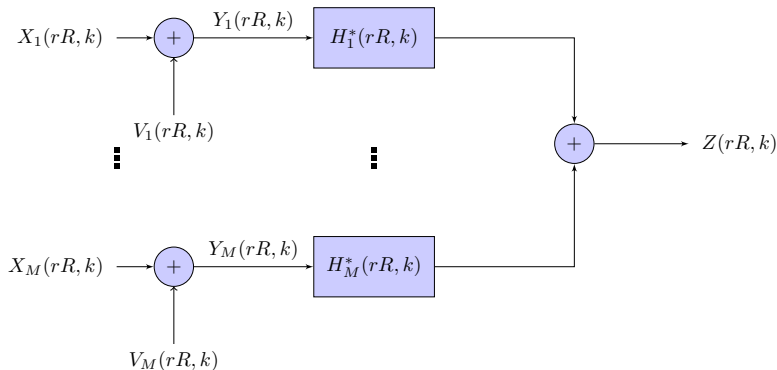 X_1(rR, k)
+
Y_1(rR, k)
H_1^*(rR, k)
V_1(rR, k)
+
Z(rR, k)
X_M(rR, k)
+
Y_M(rR, k)
H_M^*(rR, k)
V_M(rR, k)